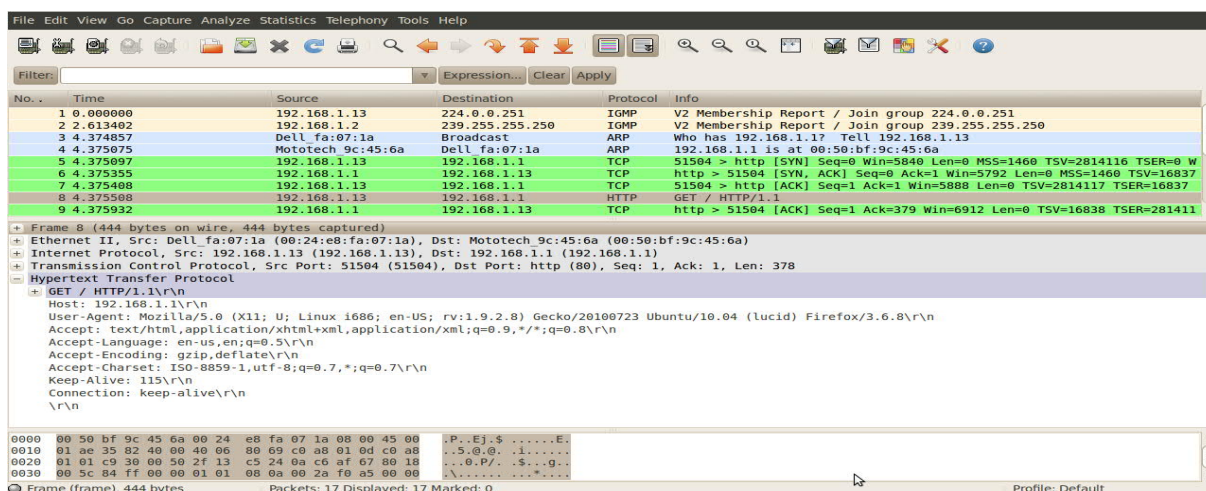 File Edit View Go Capture Analyze Statistics Telephony Tools Help
Filter: Expression... Clear Apply
No. . Time Source Destination Protocol Info
1 0.000000 192.168.1.13 224.0.0.251 IGMP V2 Membership Report / Join group 224.0.0.251
2 2.613402 192.168.1.2 239.255.255.250 IGMP V2 Membership Report / Join group 239.255.255.250
3 4.374857 Dell_fa:07:1a Broadcast ARP Who has 192.168.1.1? Tell 192.168.1.13
4 4.375075 Mototech_9c:45:6a Dell_fa:07:1a ARP 192.168.1.1 is at 00:50:bf:9c:45:6a
5 4.375097 192.168.1.13 192.168.1.1 TCP 51504 > http [SYN] Seq=0 Win=5840 Len=0 MSS=1460 TSV=2814116 TSER=0 W
6 4.375355 192.168.1.1 192.168.1.13 TCP http > 51504 [SYN, ACK] Seq=0 Ack=1 Win=5792 Len=0 MSS=1460 TSV=16837
7 4.375408 192.168.1.13 192.168.1.1 TCP 51504 > http [ACK] Seq=1 Ack=1 Win=5888 Len=0 TSV=2814117 TSER=16837
8 4.375508 192.168.1.13 192.168.1.1 HTTP GET / HTTP/1.1
9 4.375932 192.168.1.1 192.168.1.13 TCP http > 51504 [ACK] Seq=1 Ack=379 Win=6912 Len=0 TSV=16838 TSER=281411
Frame 8 (444 bytes on wire, 444 bytes captured)
Ethernet II, Src: Dell_fa:07:1a (00:24:e8:fa:07:1a), Dst: Mototech_9c:45:6a (00:50:bf:9c:45:6a)
Internet Protocol, Src: 192.168.1.13 (192.168.1.13), Dst: 192.168.1.1 (192.168.1.1)
Transmission Control Protocol, Src Port: 51504 (51504), Dst Port: http (80), Seq: 1, Ack: 1, Len: 378
Hypertext Transfer Protocol
GET / HTTP/1.1\r\n
Host: 192.168.1.1\r\n
User-Agent: Mozilla/5.0 (X11; U; Linux i686; en-US; rv:1.9.2.8) Gecko/20100723 Ubuntu/10.04 (lucid) Firefox/3.6.8\r\n
Accept: text/html,application/xhtml+xml,application/xml;q=0.9,*/*;q=0.8\r\n
Accept-Language: en-us,en;q=0.5\r\n
Accept-Encoding: gzip,deflate\r\n
Accept-Charset: ISO-8859-1,utf-8;q=0.7,*;q=0.7\r\n
Keep-Alive: 115\r\n
Connection: keep-alive\r\n
\r\n
0000 00 50 bf 9c 45 6a 00 24 e8 fa 07 1a 08 00 45 00 .P..Ej.$ ......E.
0010 01 ae 35 82 40 00 40 06 80 69 c0 a8 01 0d c0 a8 ..5.@.@. .i......
0020 01 01 c9 30 00 50 2f 13 c5 24 0a c6 af 67 80 18 ...0.P/. .$...g..
0030 00 5c 84 ff 00 00 01 01 08 0a 00 2a f0 a5 00 00 .\...... ...*....
Frame (frame), 444 bytes Packets: 17 Displayed: 17 Marked: 0 Profile: Default